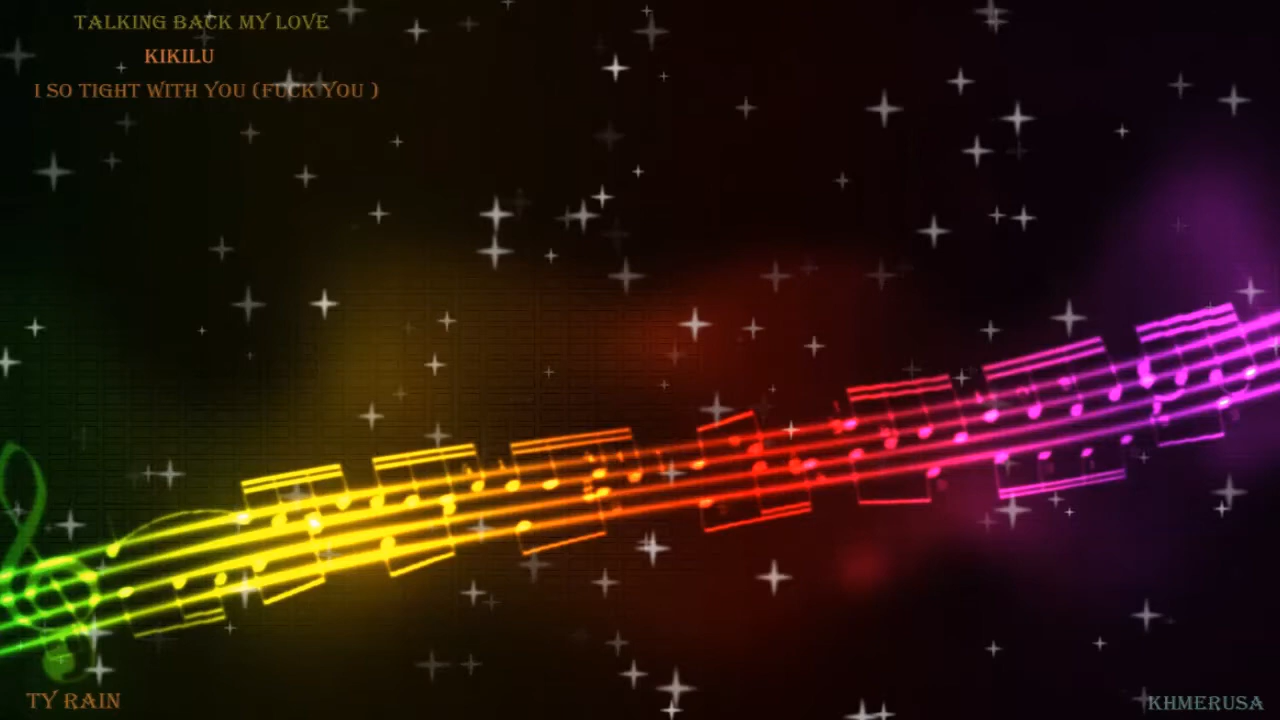 TALKING BACK MY LOVE
KIKILU
I SO TIGHT WITH YOU (FUCK YOU )
TY RAIN
KHMERUSA